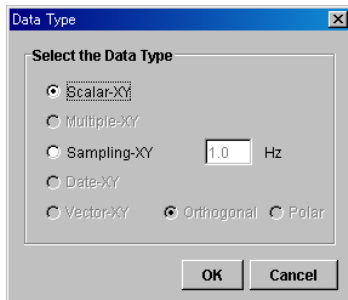 Data Type
Select the Data Type
Scalar-XY
Multiple-XY
Sampling-XY 1.0 Hz
Date-XY
Vector-XY Orthogonal Polar
OK Cancel